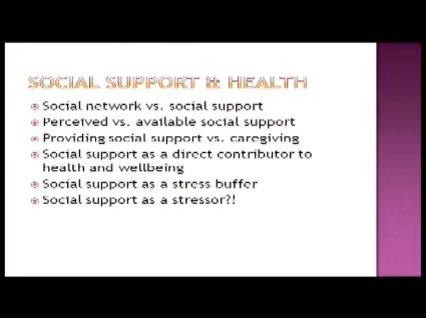 SOCIAL SUPPORT & HEALTH
Social network vs. social support
Perceived vs. available social support
Providing social support vs. caregiving
Social support as a direct contributor to
health and wellbeing
Social support as a stress buffer
Social support as a stressor?!